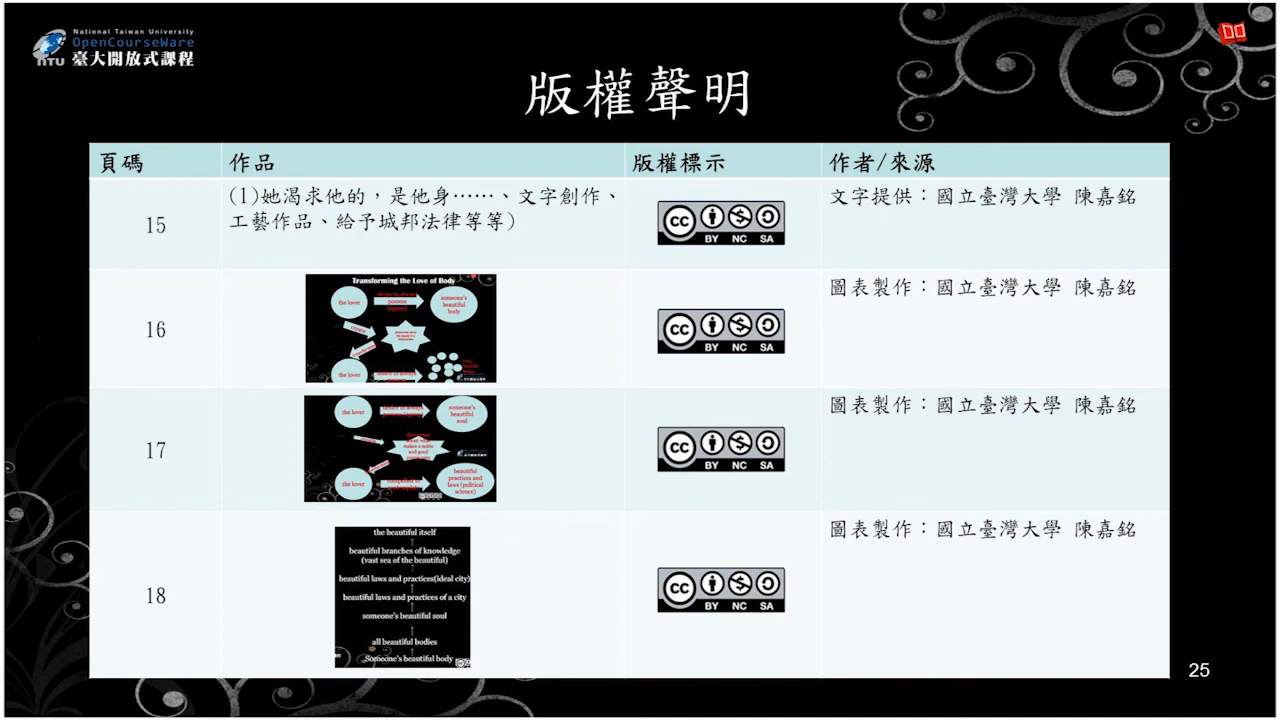 National Taiwan University
OpenCourseWare
NTU 臺大開放式課程
版權聲明
頁碼 作品 版權標示 作者/來源
15 (1)她渴求他的，是他身……、文字創作、
工藝作品、給予城邦法律等等)
cc BY NC SA
文字提供：國立臺灣大學 陳嘉銘
16
Transforming the Love of Body
the lover
possess
someone's
beautiful
body
the lover
cc BY NC SA
圖表製作：國立臺灣大學 陳嘉銘
17
the lover
someone's
beautiful
soul
makes a noble
and good
the lover
beautiful
practices and
laws (political
science)
cc BY NC SA
圖表製作：國立臺灣大學 陳嘉銘
18
the beautiful itself
beautiful branches of knowledge
(vast sea of the beautiful)
beautiful laws and practices(ideal city)
beautiful laws and practices of a city
someone's beautiful soul
all beautiful bodies
Someone's beautiful body
cc BY NC SA
圖表製作：國立臺灣大學 陳嘉銘
25